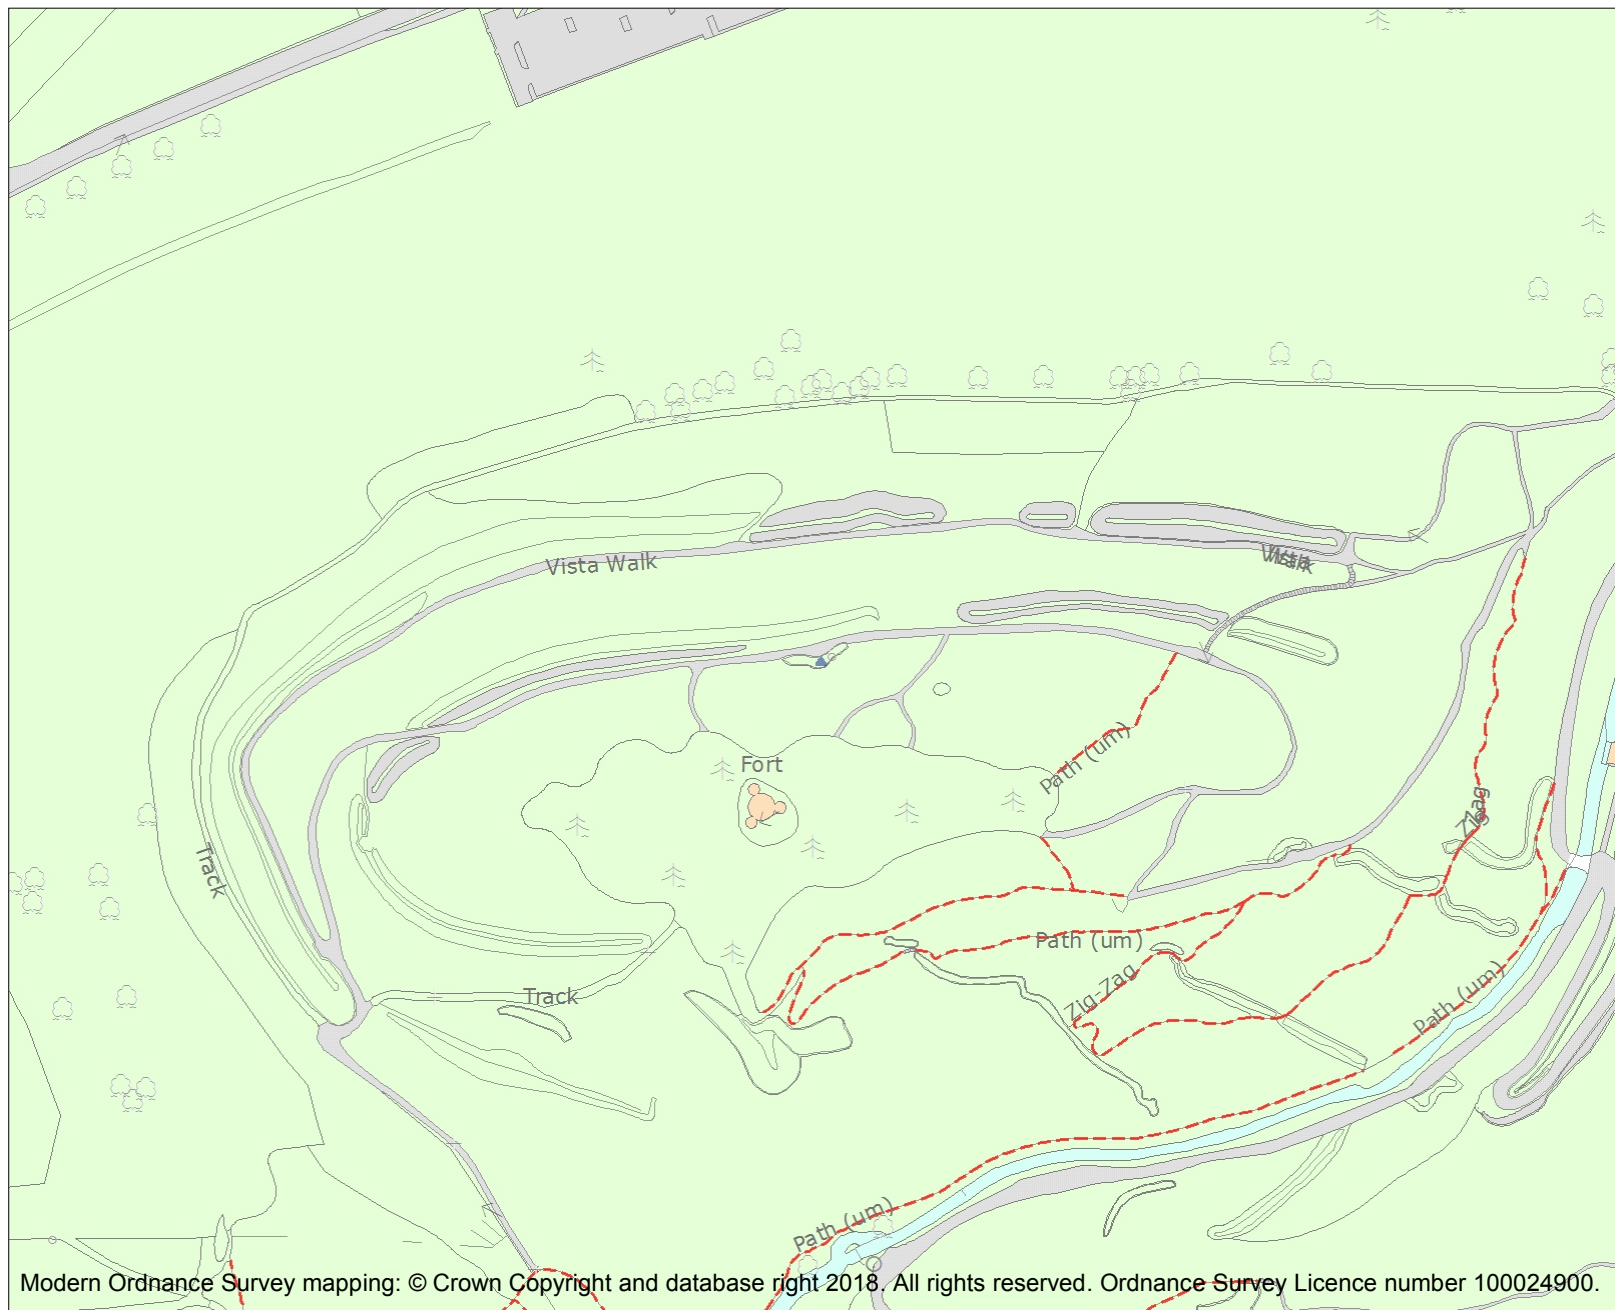 Vista Walk
Path (um)
Fort
Zig
Zag
Track
Path (um)
Zig-Zag
Path (um)
Track
Path (um)
Modern Ordnance Survey mapping: © Crown Copyright and database right 2018. All rights reserved. Ordnance Survey Licence number 100024900.